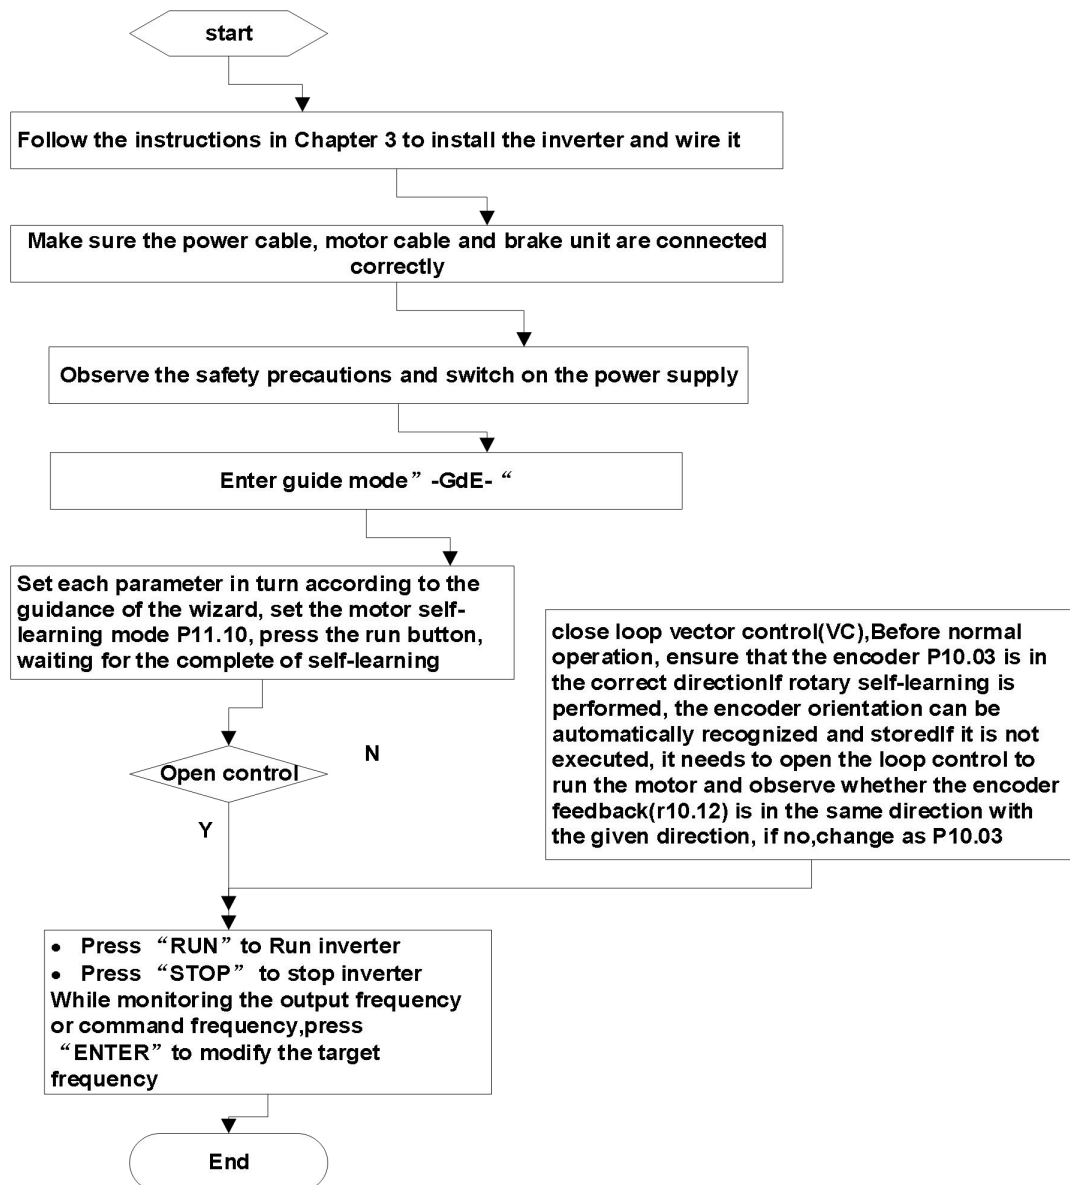 start
Follow the instructions in Chapter 3 to install the inverter and wire it
Make sure the power cable, motor cable and brake unit are connected
correctly
Observe the safety precautions and switch on the power supply
Enter guide mode” -GdE- “
Set each parameter in turn according to the
guidance of the wizard, set the motor self-
learning mode P11.10, press the run button,
waiting for the complete of self-learning
close loop vector control(VC),Before normal
operation, ensure that the encoder P10.03 is in
the correct directionIf rotary self-learning is
performed, the encoder orientation can be
automatically recognized and storedIf it is not
executed, it needs to open the loop control to
run the motor and observe whether the encoder
feedback(r10.12) is in the same direction with
the given direction, if no,change as P10.03
Open control
N
Y
● Press “RUN” to Run inverter
● Press “STOP” to stop inverter
While monitoring the output frequency
or command frequency,press
“ENTER” to modify the target
frequency
End